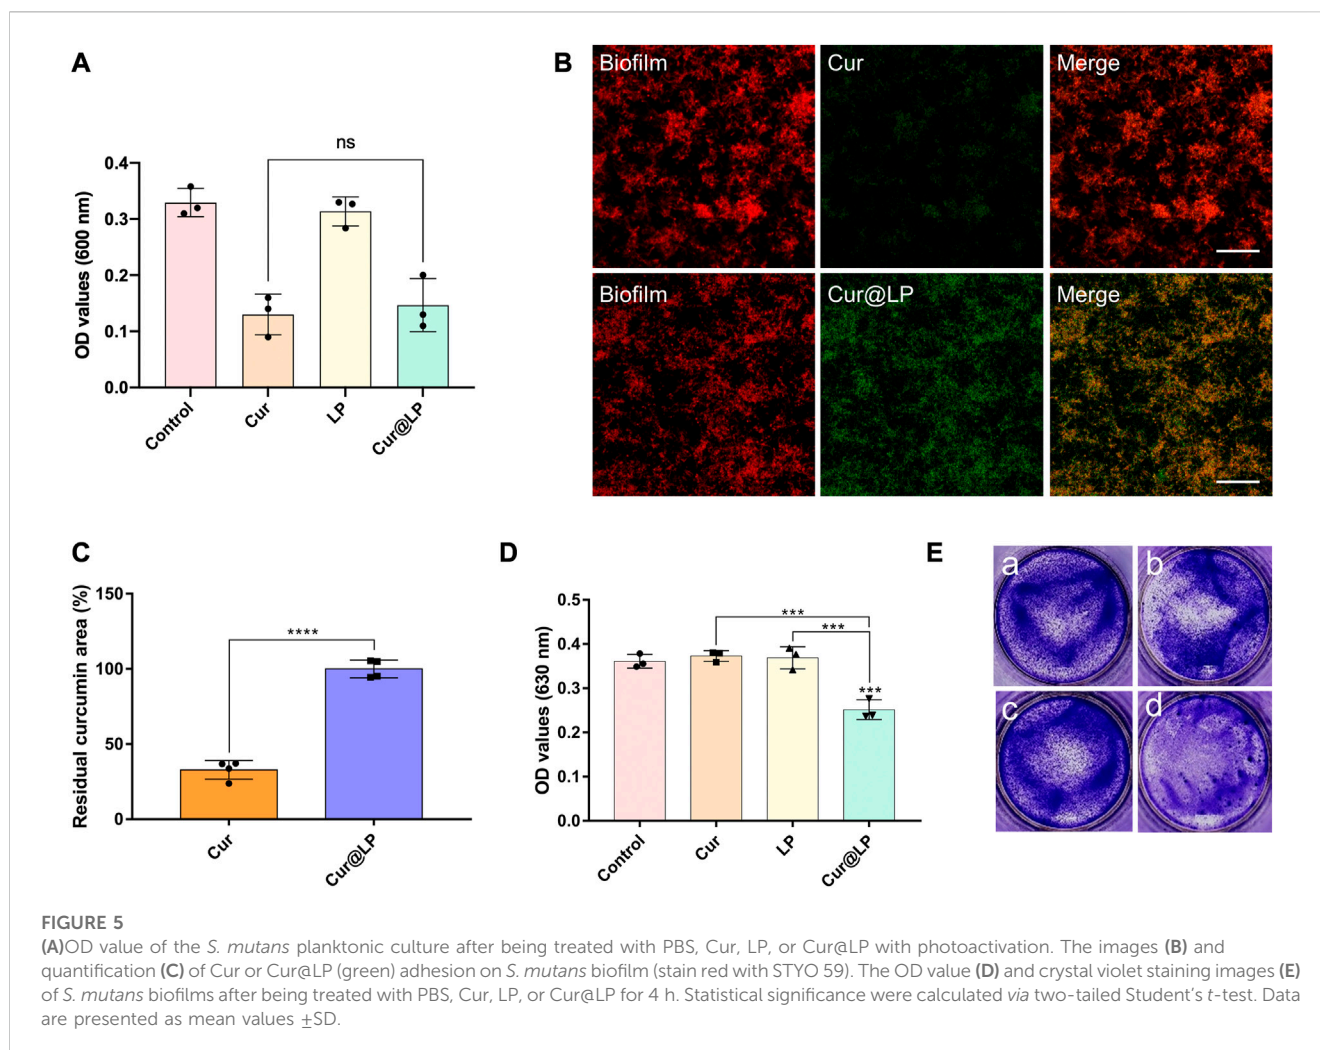 A
ns
OD values (600 nm)
0.4
0.3
0.2
0.1
0.0
Control
Cur
LP
Cur@LP
B
Biofilm
Cur
Merge
Biofilm
Cur@LP
Merge
C
Residual curcumin area (%)
150
100
50
0
****
Cur
Cur@LP
D
OD values (630 nm)
0.5
0.4
0.3
0.2
0.1
0.0
***
***
***
Control
Cur
LP
Cur@LP
E
a
b
c
d
FIGURE 5
(A)OD value of the S. mutans planktonic culture after being treated with PBS, Cur, LP, or Cur@LP with photoactivation. The images (B) and
quantification (C) of Cur or Cur@LP (green) adhesion on S. mutans biofilm (stain red with STYO 59). The OD value (D) and crystal violet staining images (E)
of S. mutans biofilms after being treated with PBS, Cur, LP, or Cur@LP for 4 h. Statistical significance were calculated via two-tailed Student's t-test. Data
are presented as mean values ±SD.